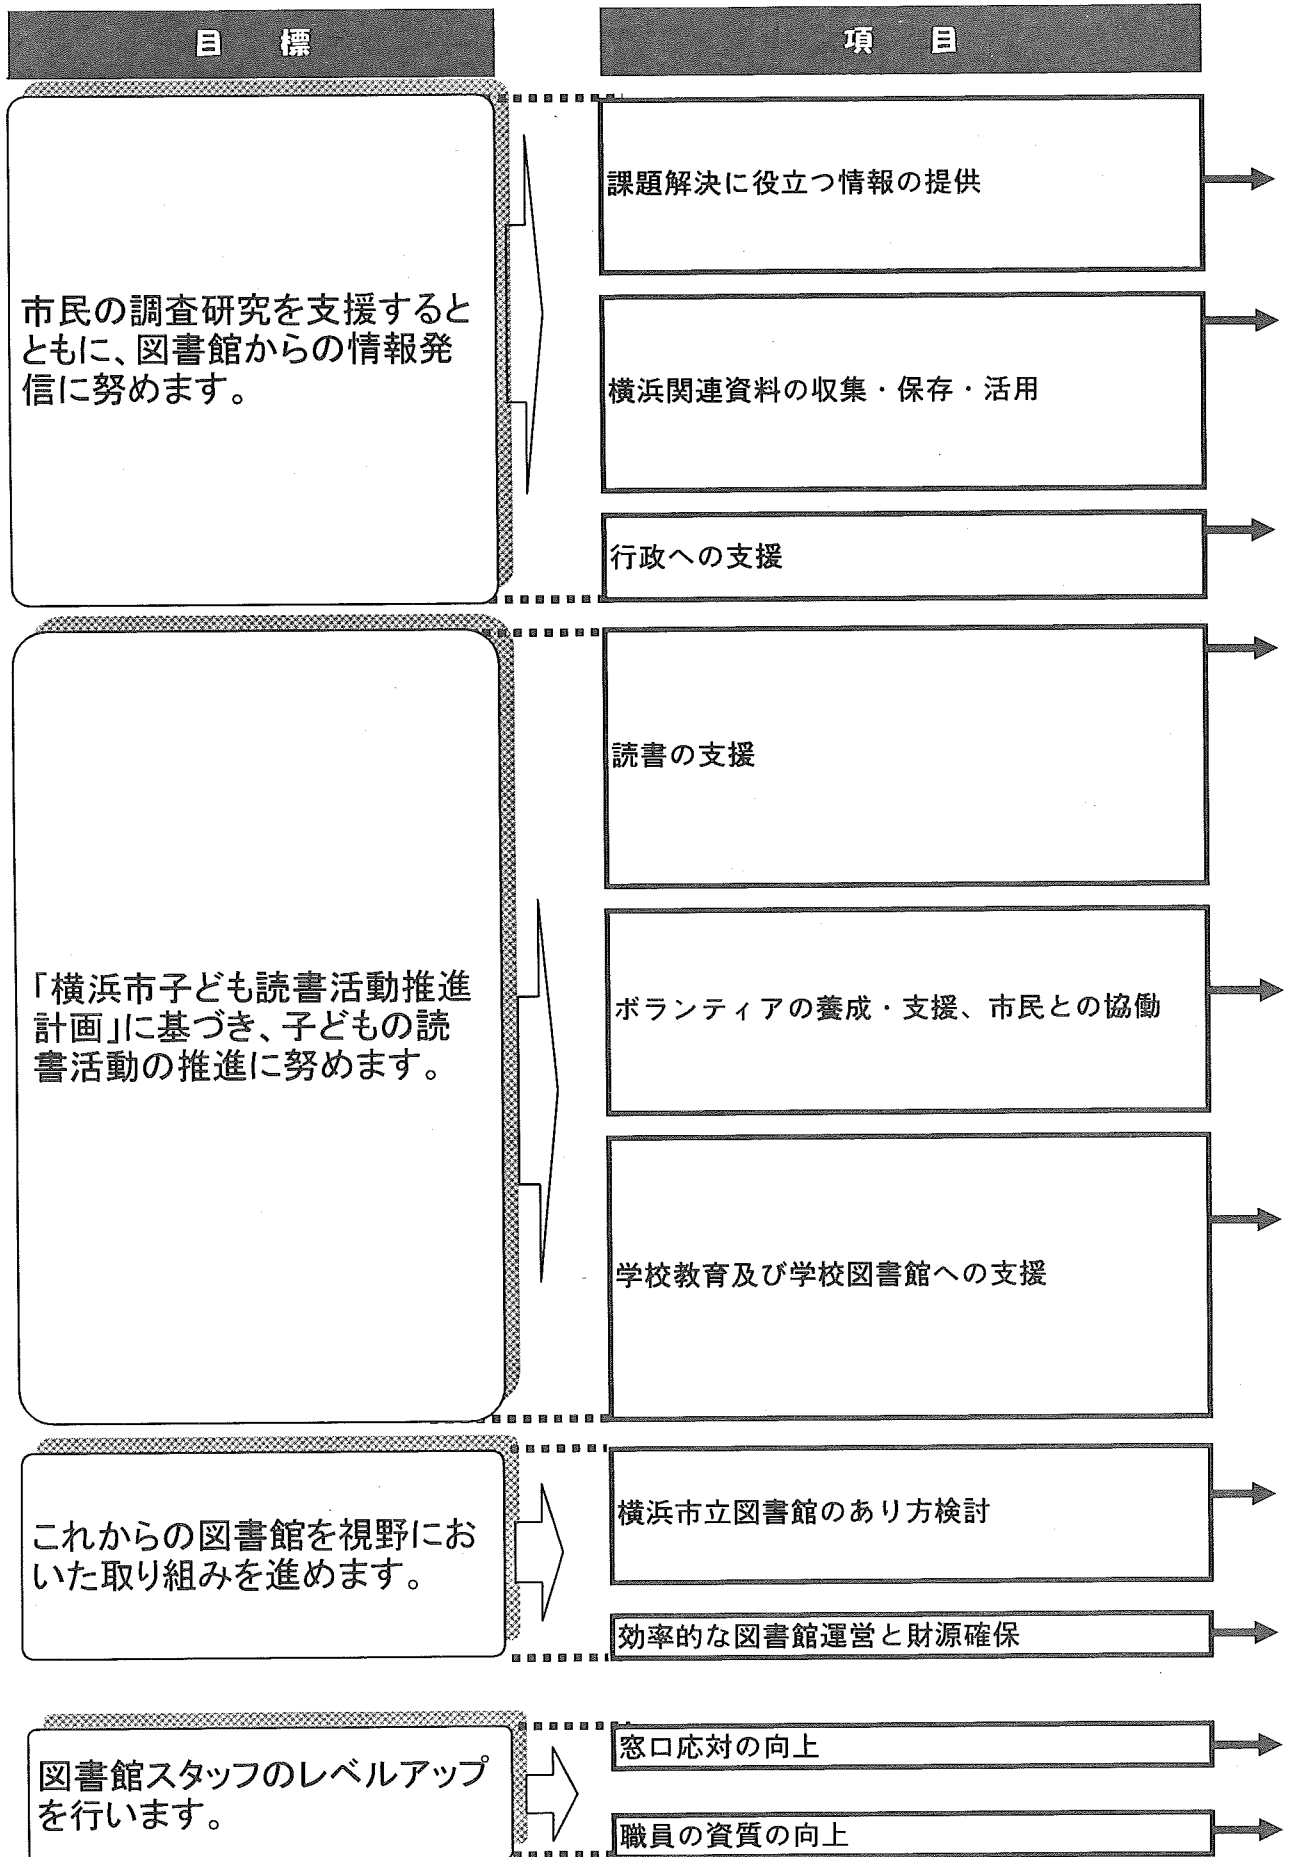 目 標
項 目
市民の調査研究を支援すると
ともに、図書館からの情報発
信に努めます。
課題解決に役立つ情報の提供
横浜関連資料の収集・保存・活用
行政への支援
「横浜市子ども読書活動推進
計画」に基づき、子どもの読
書活動の推進に努めます。
読書の支援
ボランティアの養成・支援、市民との協働
学校教育及び学校図書館への支援
これからの図書館を視野にお
いた取り組みを進めます。
横浜市立図書館のあり方検討
効率的な図書館運営と財源確保
図書館スタッフのレベルアップ
を行います。
窓口応対の向上
職員の資質の向上